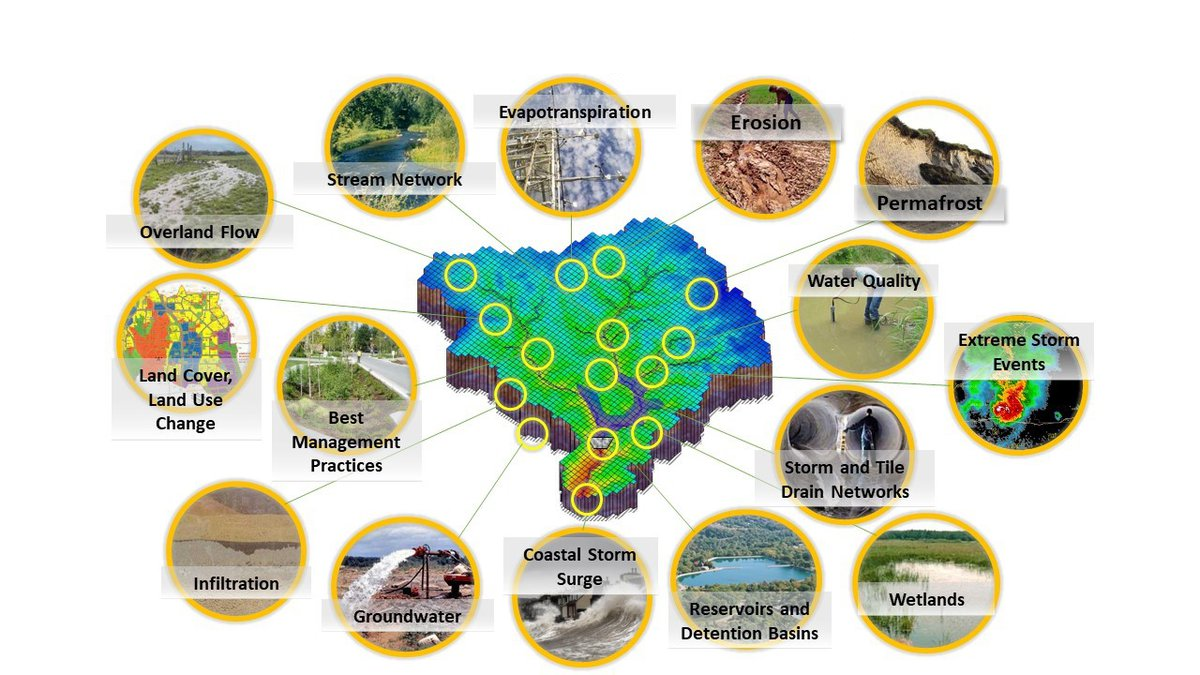 Evapotranspiration
Erosion
Stream Network
Permafrost
Overland Flow
Water Quality
Extreme Storm
Events
Land Cover,
Land Use
Change
Best
Management
Practices
Storm and Tile
Drain Networks
Infiltration
Groundwater
Coastal Storm
Surge
Reservoirs and
Detention Basins
Wetlands